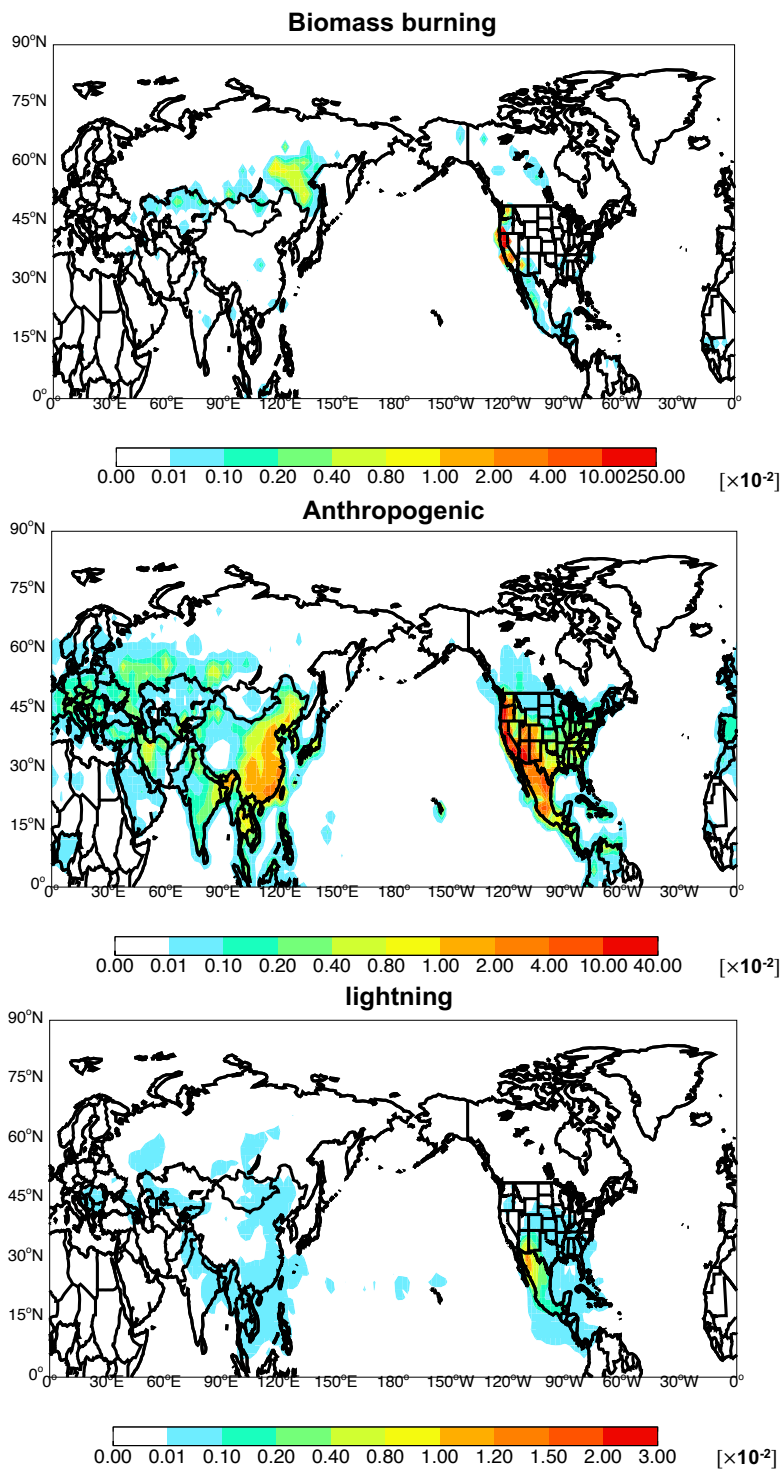 Biomass burning
90°N
75°N
60°N
45°N
30°N
15°N
0°
0° 30°E 60°E 90°E 120°E 150°E 180° 150°W 120°W 90°W 60°W 30°W 0°
0.00 0.01 0.10 0.20 0.40 0.80 1.00 2.00 4.00 10.00 250.00 [×10⁻²]
Anthropogenic
90°N
75°N
60°N
45°N
30°N
15°N
0°
0° 30°E 60°E 90°E 120°E 150°E 180° 150°W 120°W 90°W 60°W 30°W 0°
0.00 0.01 0.10 0.20 0.40 0.80 1.00 2.00 4.00 10.00 40.00 [×10⁻²]
lightning
90°N
75°N
60°N
45°N
30°N
15°N
0°
0° 30°E 60°E 90°E 120°E 150°E 180° 150°W 120°W 90°W 60°W 30°W 0°
0.00 0.01 0.10 0.20 0.40 0.80 1.00 1.20 1.50 2.00 3.00 [×10⁻²]